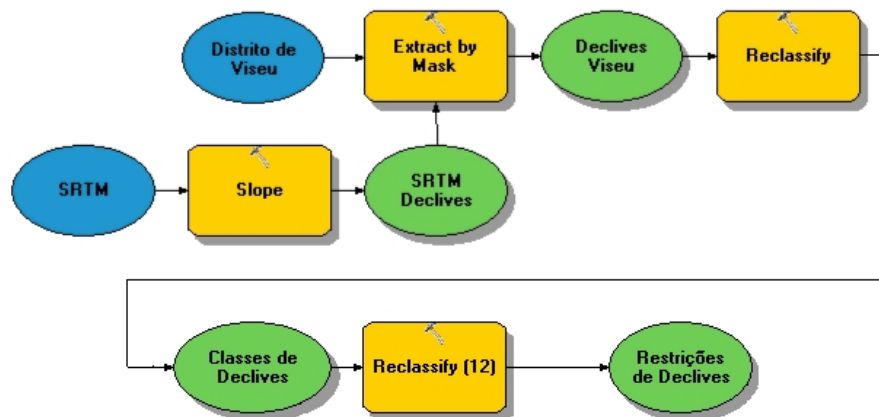 Distrito de
Viseu
Extract by
Mask
Declives
Viseu
Reclassify
SRTM
Slope
SRTM
Declives
Classes de
Declives
Reclassify (12)
Restrições
de Declives